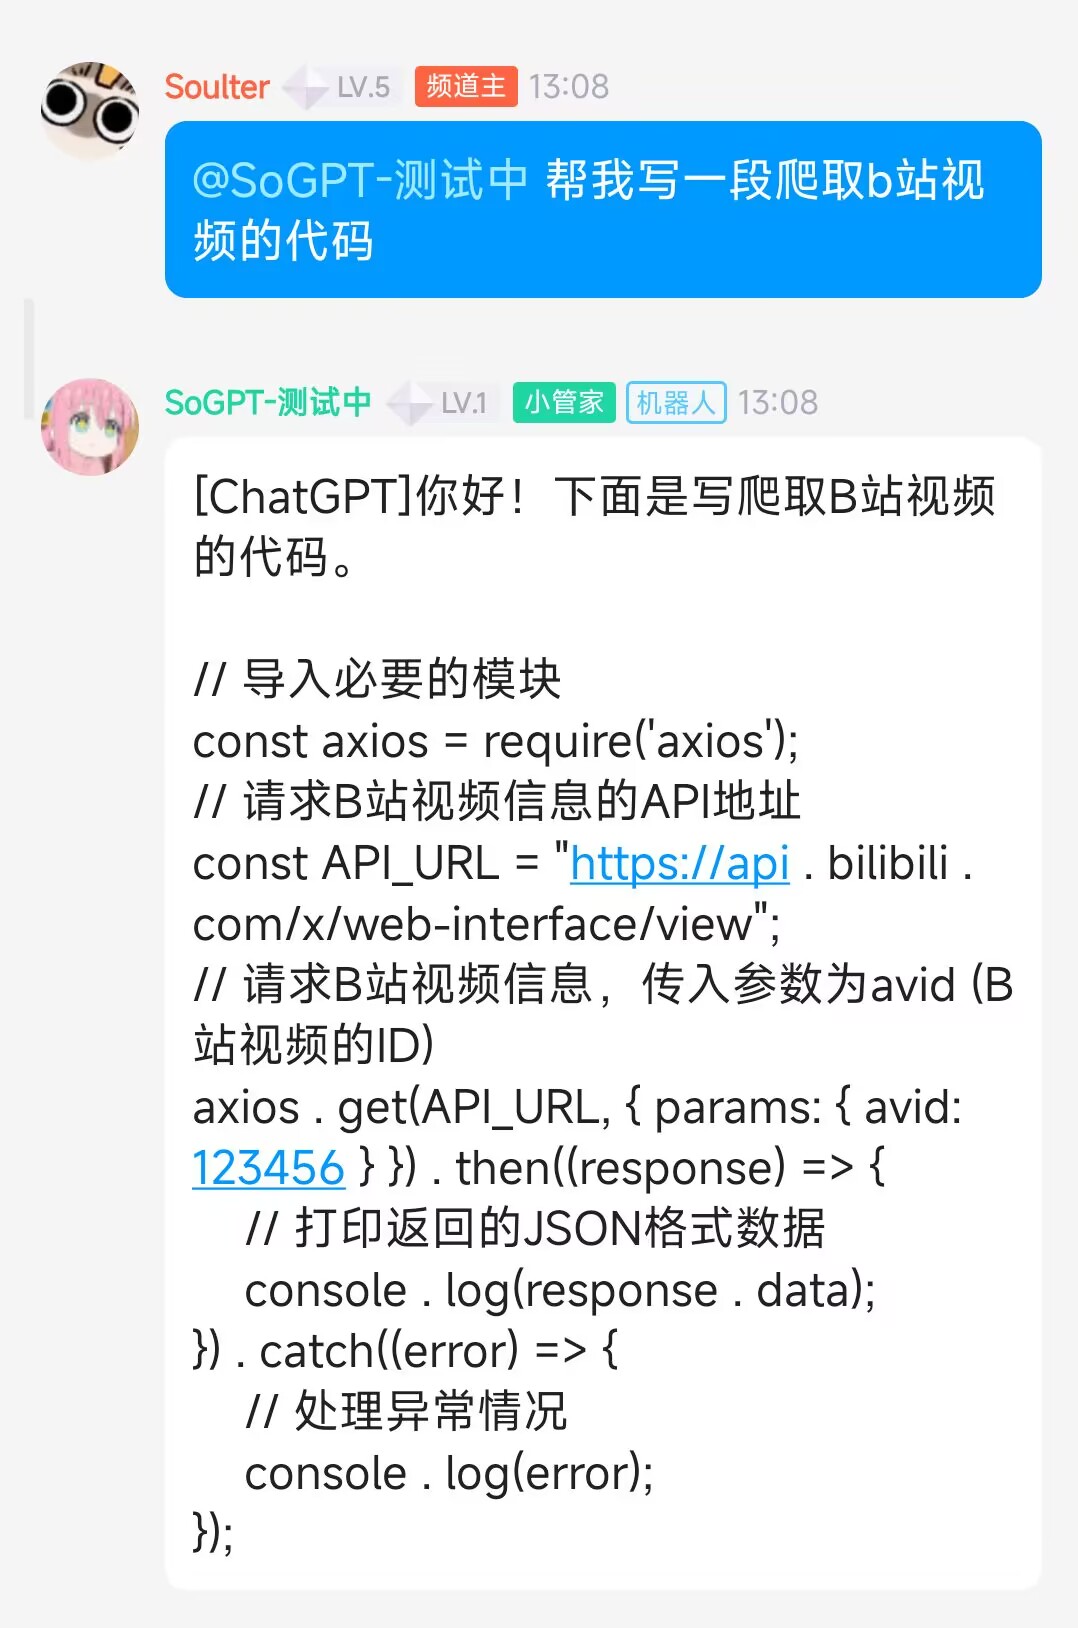 Soulter LV.5 频道主 13:08
@SoGPT-测试中 帮我写一段爬取b站视
频的代码
SoGPT-测试中 LV.1 小管家 机器人 13:08
[ChatGPT]你好！下面是写爬取B站视频
的代码。
// 导入必要的模块
const axios = require('axios');
// 请求B站视频信息的API地址
const API_URL = "https://api . bilibili .
com/x/web-interface/view";
// 请求B站视频信息，传入参数为avid (B
站视频的ID)
axios . get(API_URL, { params: { avid:
123456 } }) . then((response) => {
// 打印返回的JSON格式数据
console . log(response . data);
}) . catch((error) => {
// 处理异常情况
console . log(error);
});